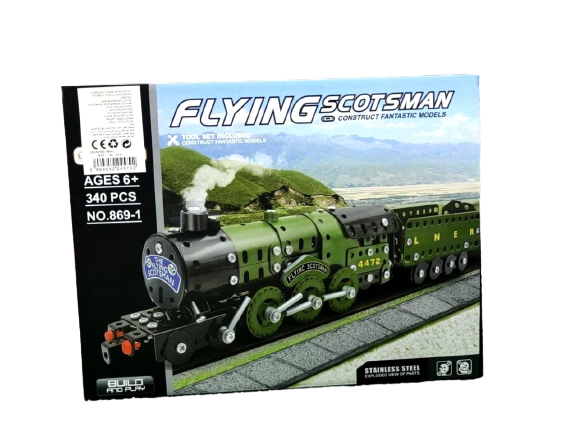 FLYING SCOTSMAN
CONSTRUCT FANTASTIC MODELS
TOOL SET INCLUDED
CONSTRUCT FANTASTIC MODELS
CE
AGES 6+
340 PCS
NO.869-1
THE
FLYING
SCOTSMAN
FLYING SCOTSMAN
4472
L N E R
BUILD
AND PLAY
STAINLESS STEEL
EXPLODED VIEW OF PARTS